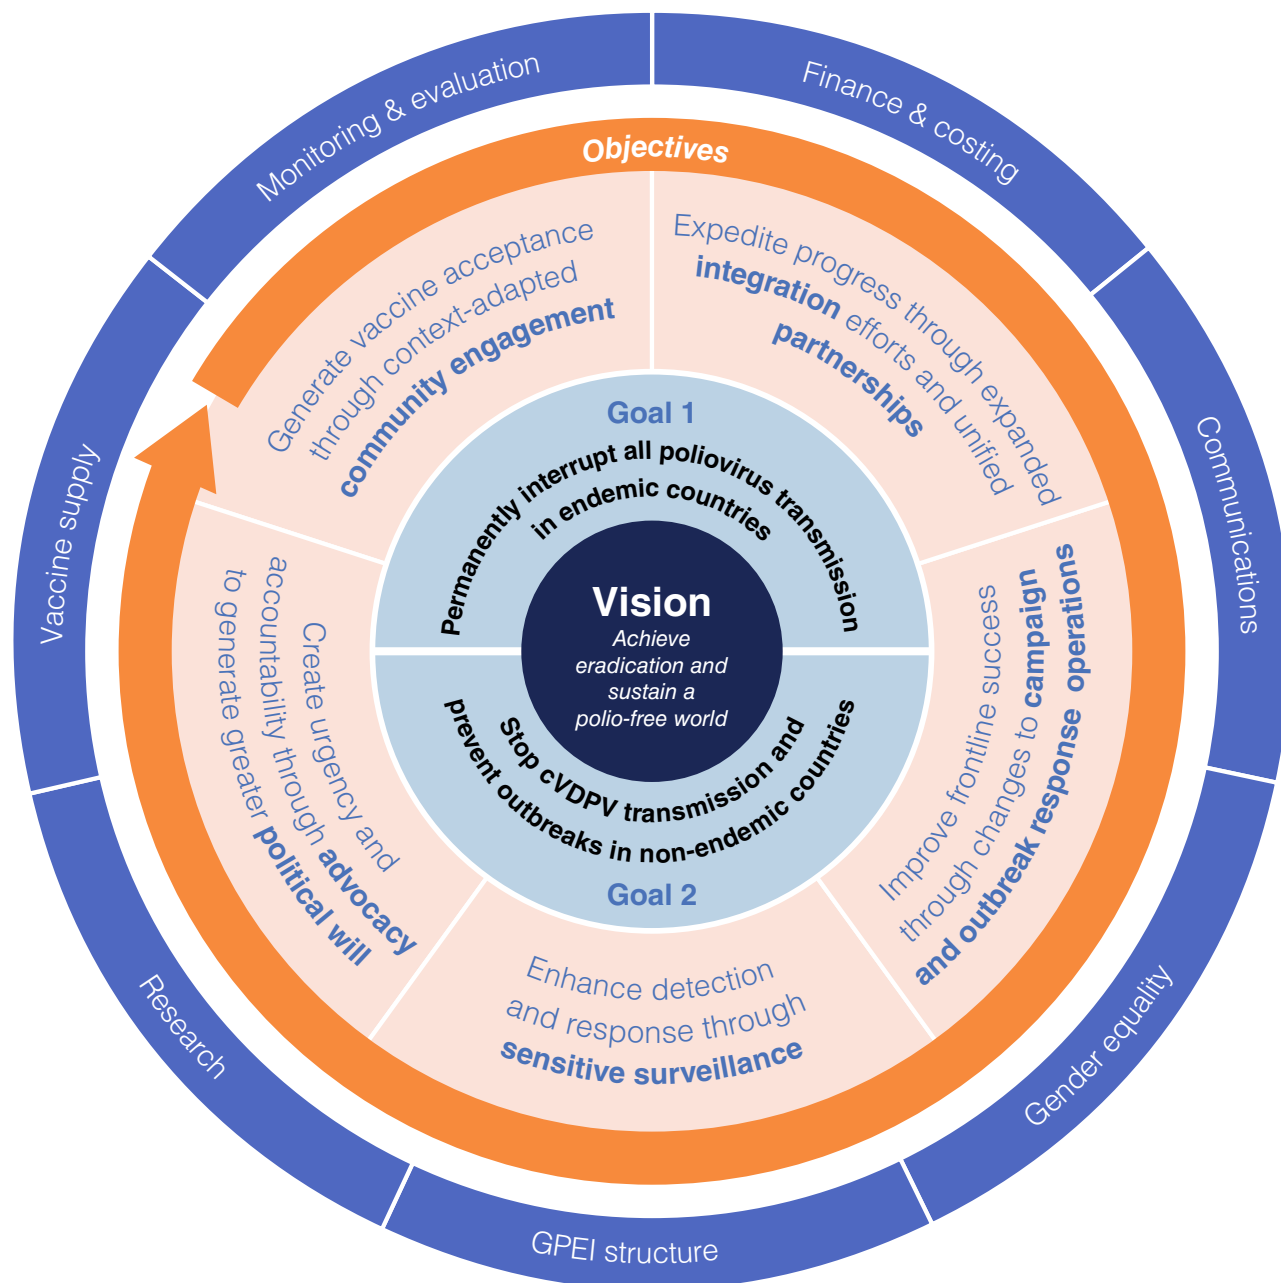 Monitoring & evaluation
Finance & costing
Communications
Gender equality
GPEI structure
Research
Vaccine supply
Objectives
Generate vaccine acceptance
through context-adapted
community engagement
Expedite progress through expanded
integration efforts and unified
partnerships
Improve frontline success
through changes to campaign
and outbreak response operations
Enhance detection
and response through
sensitive surveillance
Create urgency and
accountability through advocacy
to generate greater political will
Goal 1
Permanently interrupt all poliovirus transmission
in endemic countries
Vision
Achieve
eradication and
sustain a
polio-free world
Stop cVDPV transmission and
prevent outbreaks in non-endemic countries
Goal 2